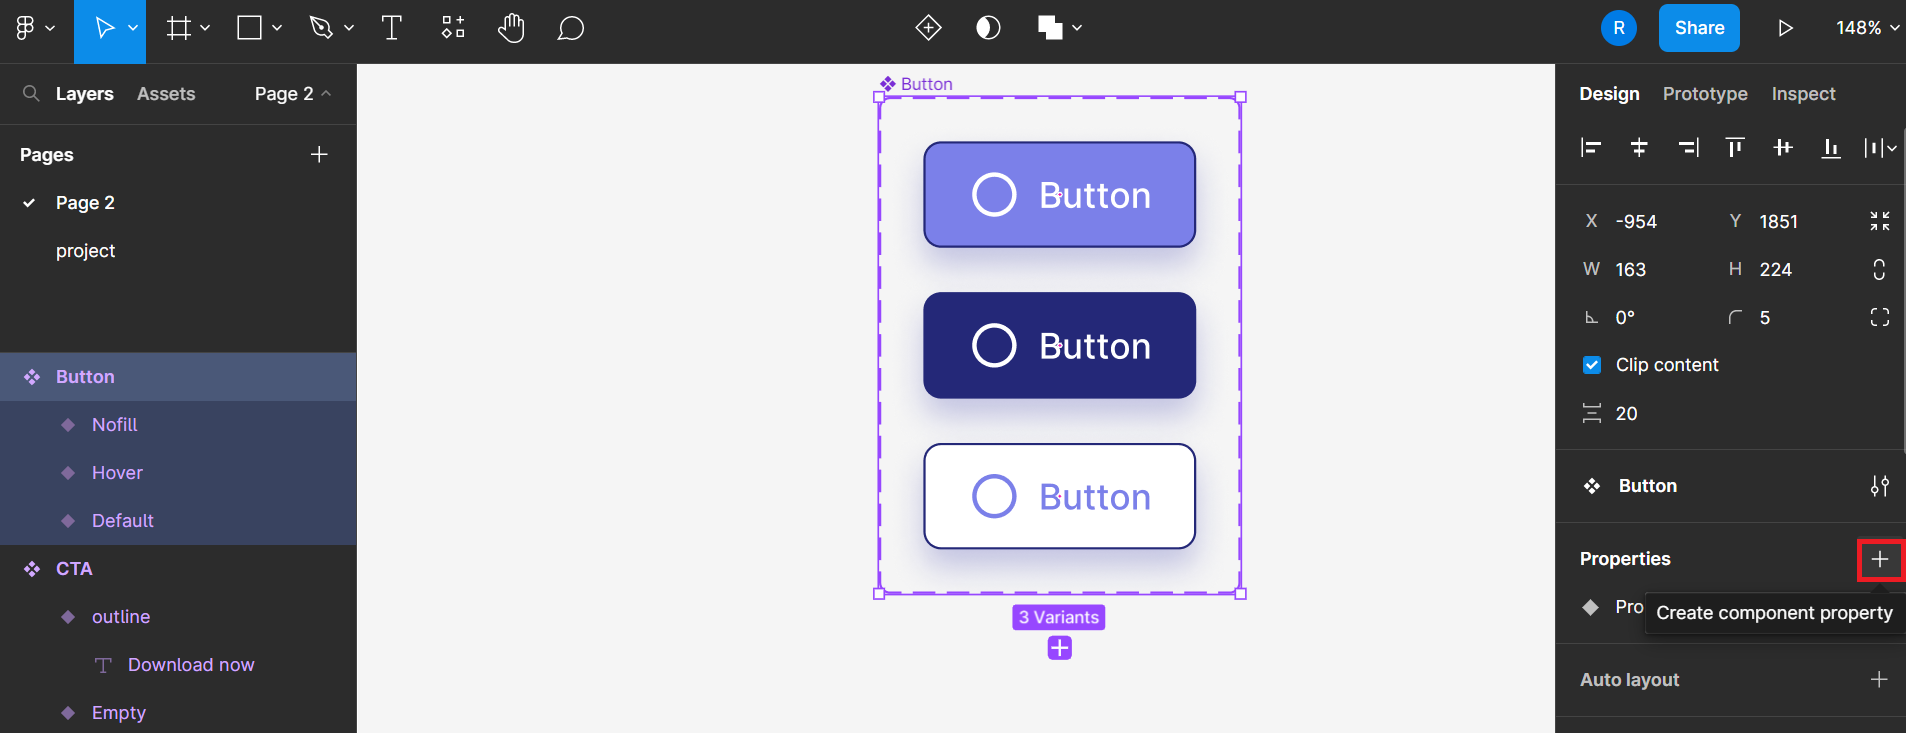 R
Share
148%
Layers
Assets
Page 2
Pages
Page 2
project
Button
Nofill
Hover
Default
CTA
outline
Download now
Empty
Button
Button
Button
Button
3 Variants
Design
Prototype
Inspect
X -954
Y 1851
W 163
H 224
0°
5
Clip content
20
Button
Properties
Pro
Create component property
Auto layout